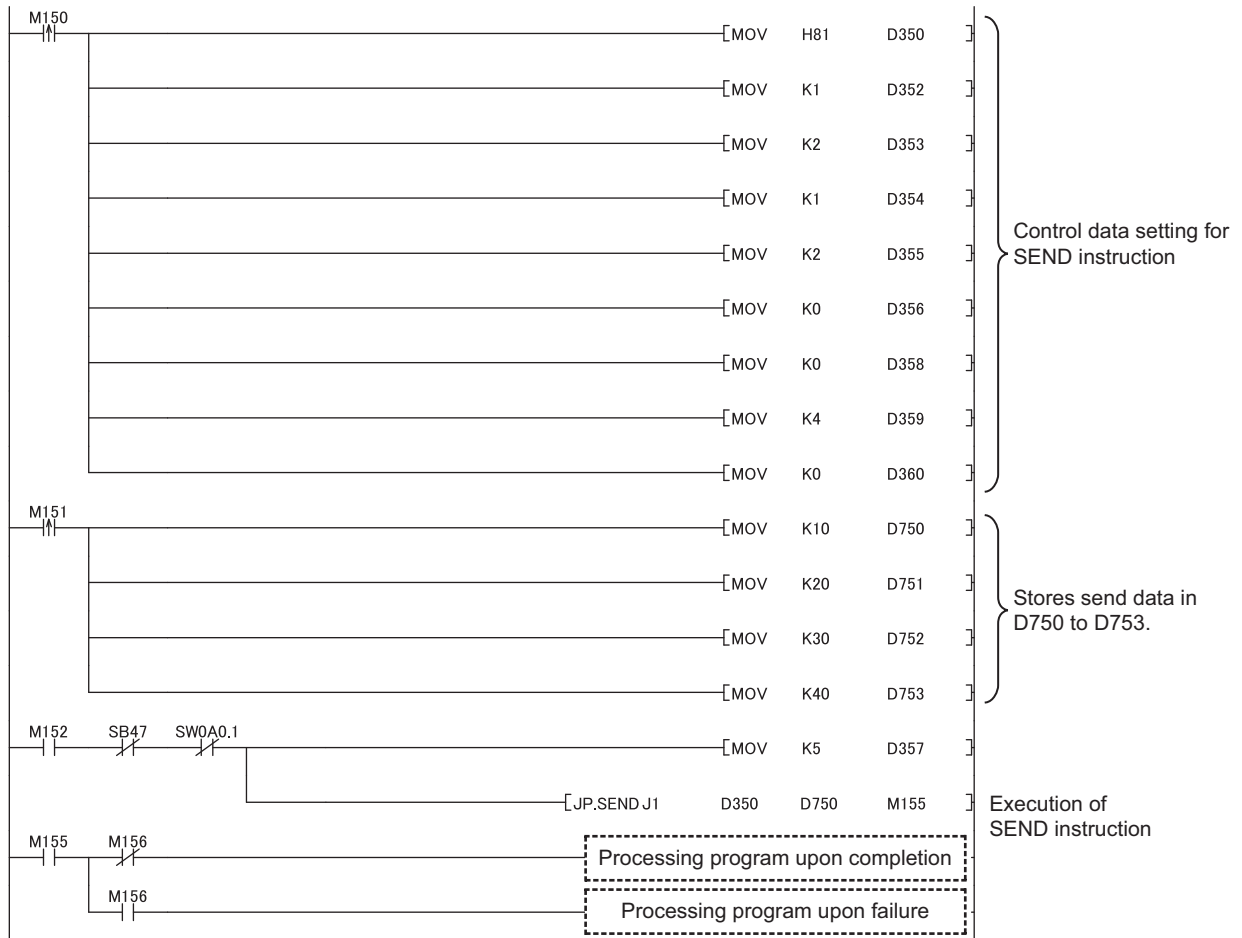 M150
[MOV H81 D350 ]
[MOV K1 D352 ]
[MOV K2 D353 ]
[MOV K1 D354 ]
[MOV K2 D355 ]
[MOV K0 D356 ]
[MOV K0 D358 ]
[MOV K4 D359 ]
[MOV K0 D360 ]
Control data setting for
SEND instruction
M151
[MOV K10 D750 ]
[MOV K20 D751 ]
[MOV K30 D752 ]
[MOV K40 D753 ]
Stores send data in
D750 to D753.
M152 SB47 SW0A0.1
[MOV K5 D357 ]
[JP.SEND J1 D350 D750 M155 ]
Execution of
SEND instruction
M155 M156
Processing program upon completion
M156
Processing program upon failure